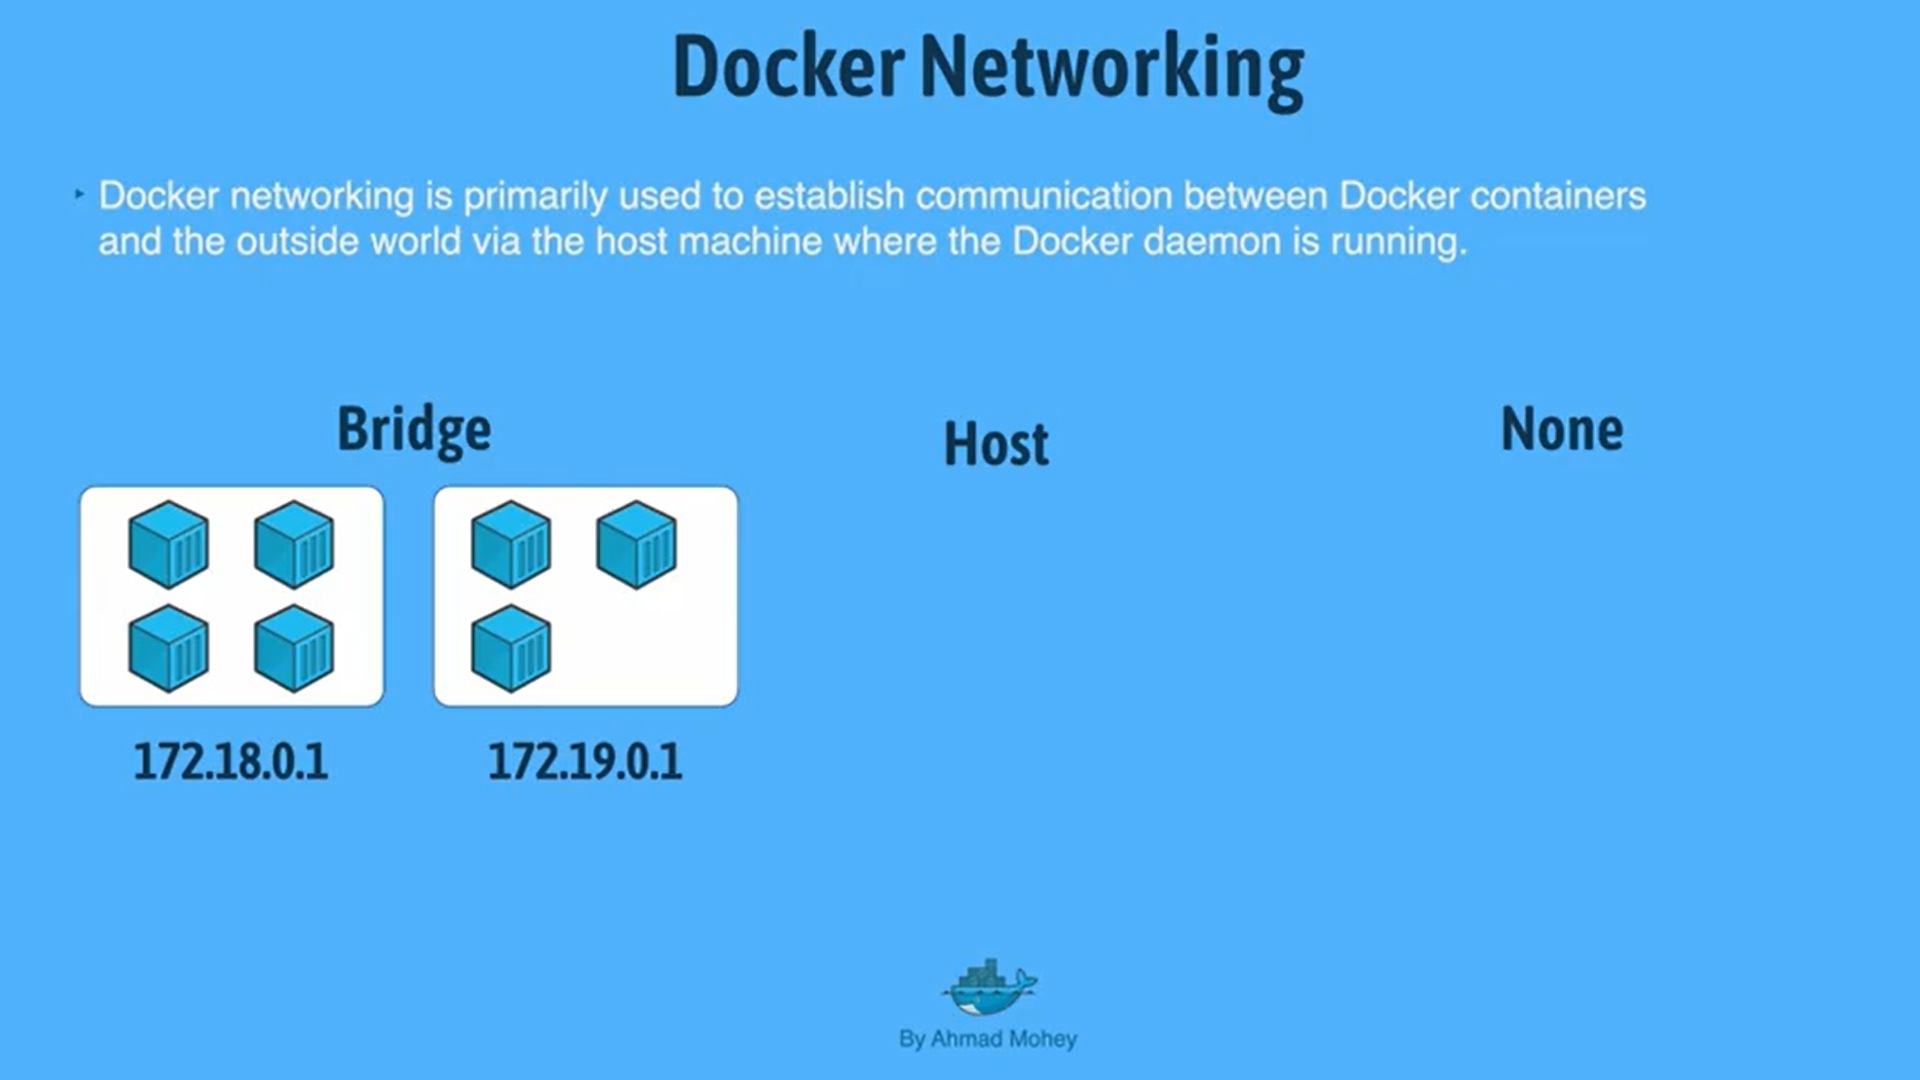 Docker Networking
‣ Docker networking is primarily used to establish communication between Docker containers
and the outside world via the host machine where the Docker daemon is running.
Bridge
Host
None
172.18.0.1
172.19.0.1
By Ahmad Mohey